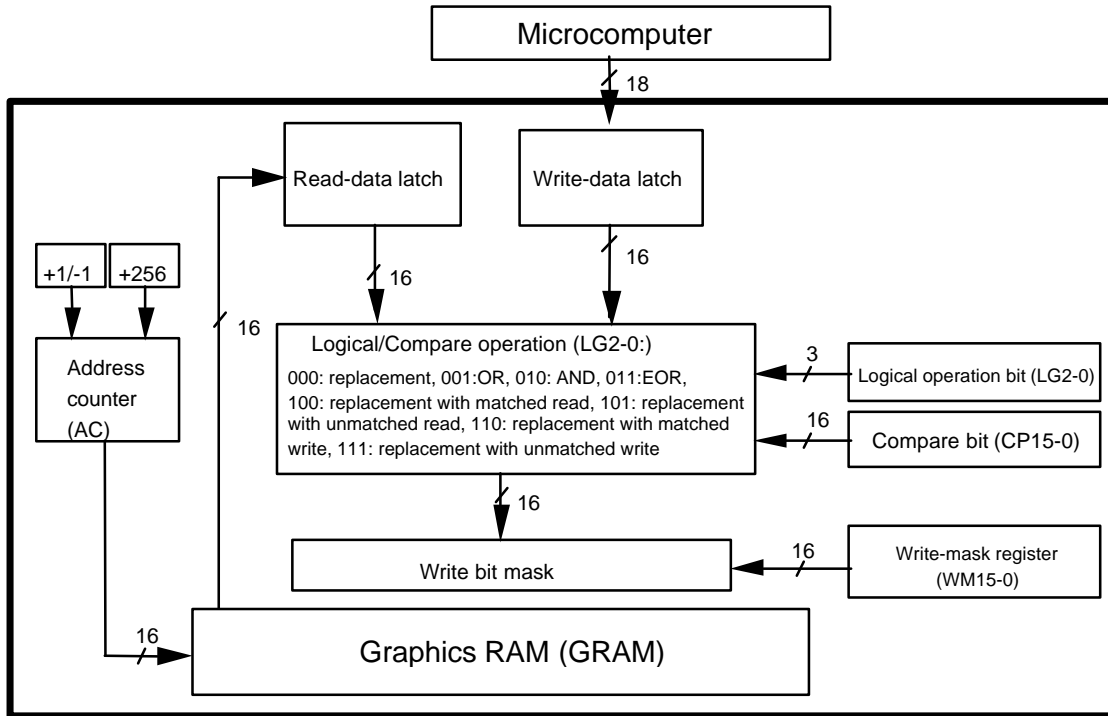 Microcomputer
18
Read-data latch
Write-data latch
+1/-1
+256
16
16
16
Address
counter
(AC)
Logical/Compare operation (LG2-0:)
000: replacement, 001:OR, 010: AND, 011:EOR,
100: replacement with matched read, 101: replacement
with unmatched read, 110: replacement with matched
write, 111: replacement with unmatched write
3
Logical operation bit (LG2-0)
16
Compare bit (CP15-0)
16
Write bit mask
16
Write-mask register
(WM15-0)
16
Graphics RAM (GRAM)